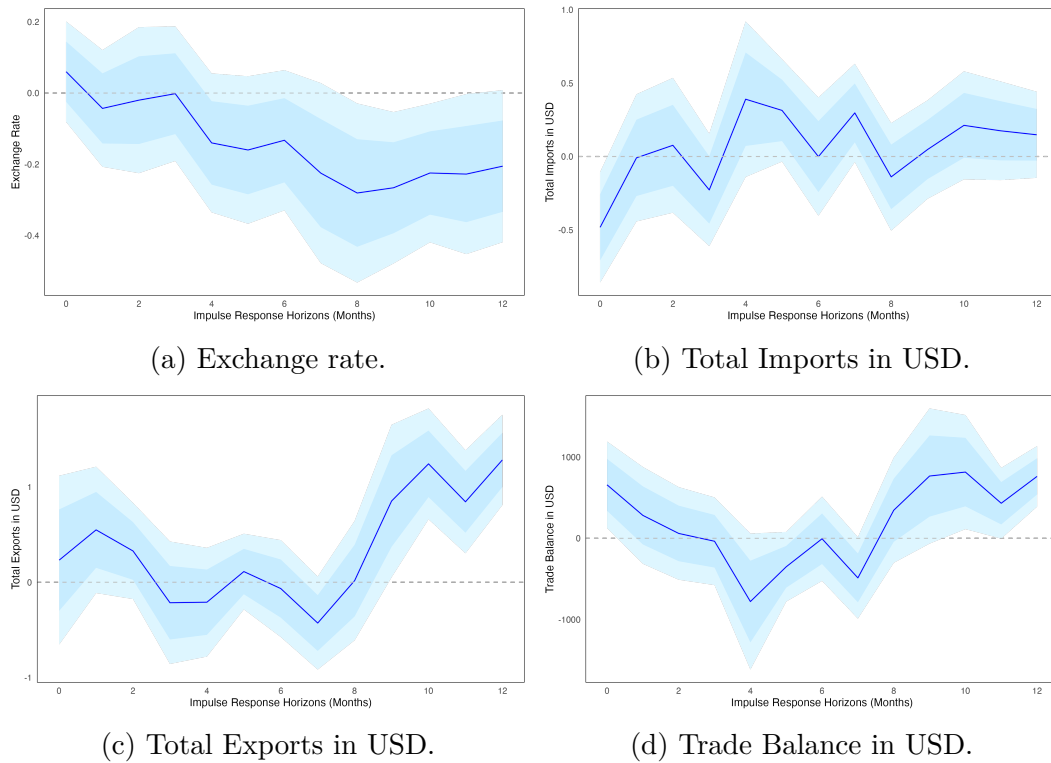 0.2
0.0
-0.2
-0.4
Exchange Rate
0 2 4 6 8 10 12
Impulse Response Horizons (Months)
(a) Exchange rate.
1.0
0.5
0.0
-0.5
Total Imports in USD
0 2 4 6 8 10 12
Impulse Response Horizons (Months)
(b) Total Imports in USD.
1
0
-1
Total Exports in USD
0 2 4 6 8 10 12
Impulse Response Horizons (Months)
(c) Total Exports in USD.
1000
0
-1000
Trade Balance in USD
0 2 4 6 8 10 12
Impulse Response Horizons (Months)
(d) Trade Balance in USD.